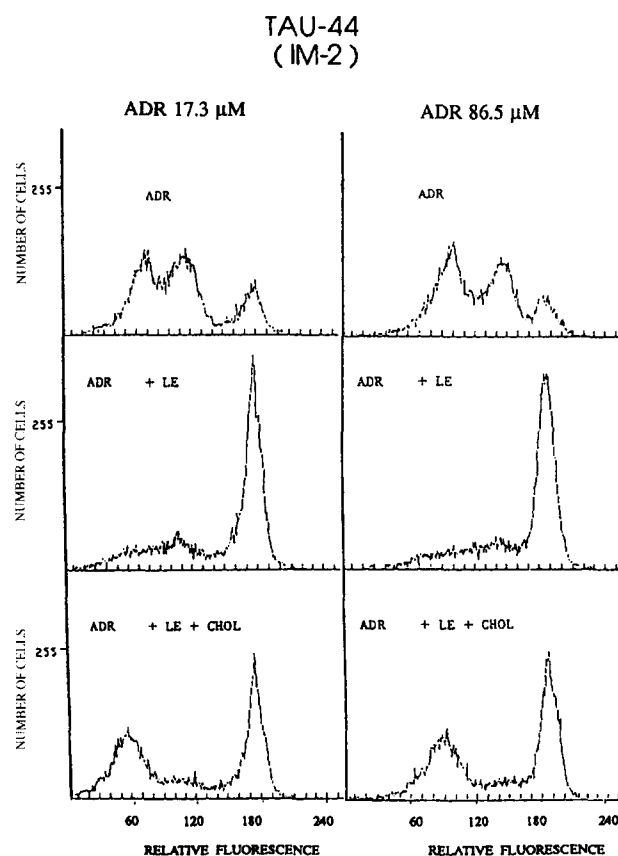 TAU-44
(IM-2)
ADR 17.3 µM
ADR 86.5 µM
NUMBER OF CELLS
255
ADR
ADR
NUMBER OF CELLS
255
ADR + LE
ADR + LE
NUMBER OF CELLS
255
ADR + LE + CHOL
ADR + LE + CHOL
60 120 180 240
60 120 180 240
RELATIVE FLUORESCENCE
RELATIVE FLUORESCENCE